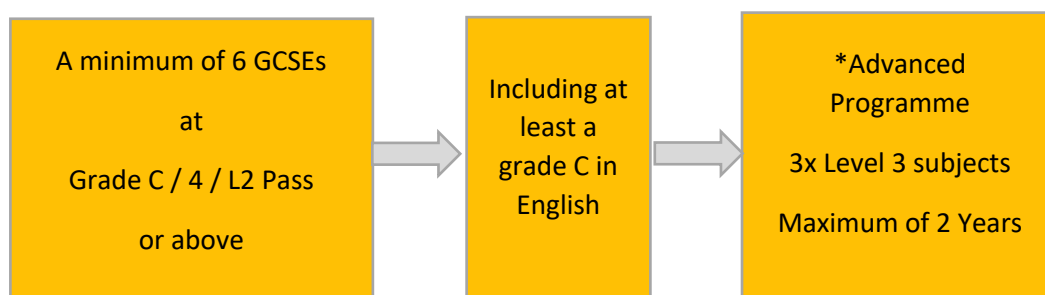 A minimum of 6 GCSEs
at
Grade C / 4 / L2 Pass
or above
Including at
least a
grade C in
English
*Advanced
Programme
3x Level 3 subjects
Maximum of 2 Years